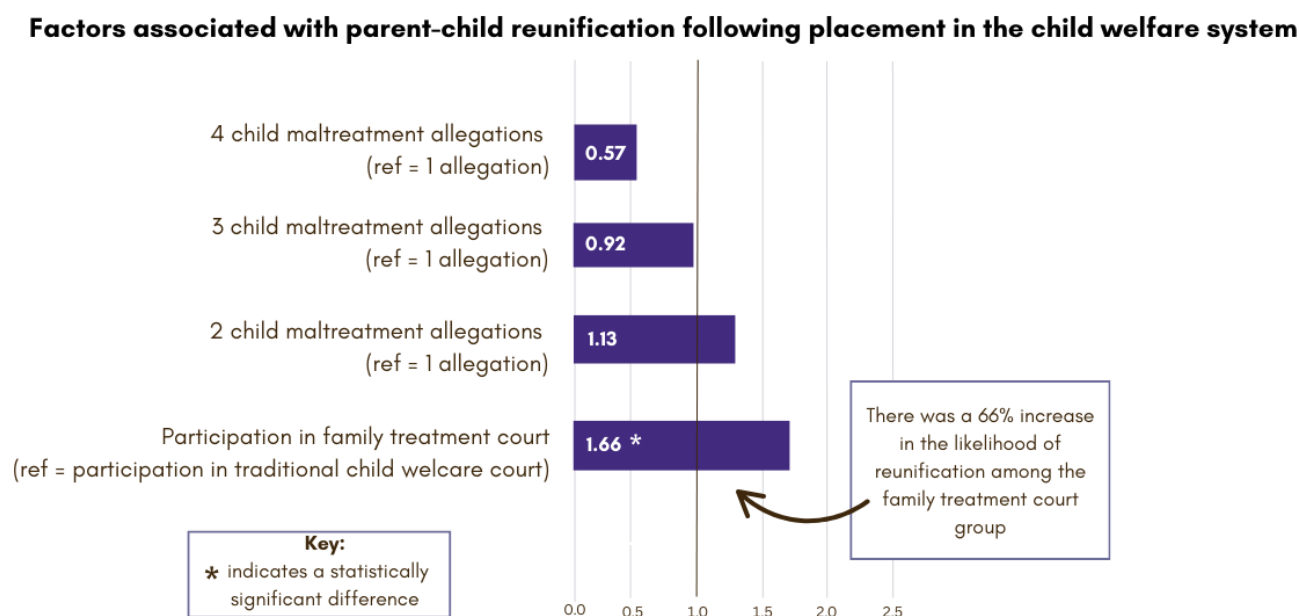 Factors associated with parent-child reunification following placement in the child welfare system
4 child maltreatment allegations
(ref = 1 allegation)
0.57
3 child maltreatment allegations
(ref = 1 allegation)
0.92
2 child maltreatment allegations
(ref = 1 allegation)
1.13
Participation in family treatment court
(ref = participation in traditional child welcare court)
1.66 *
There was a 66% increase
in the likelihood of
reunification among the
family treatment court
group
Key:
* indicates a statistically
significant difference
0.0 0.5 1.0 1.5 2.0 2.5